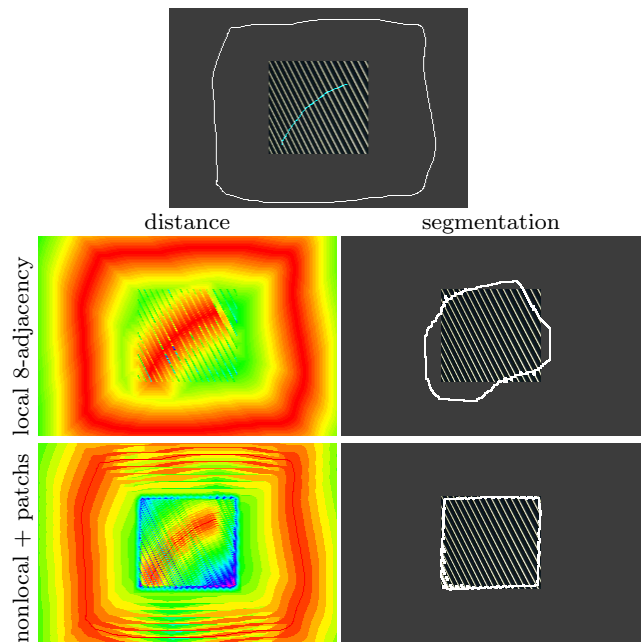 distance
segmentation
local 8-adjacency
nonlocal + patchs